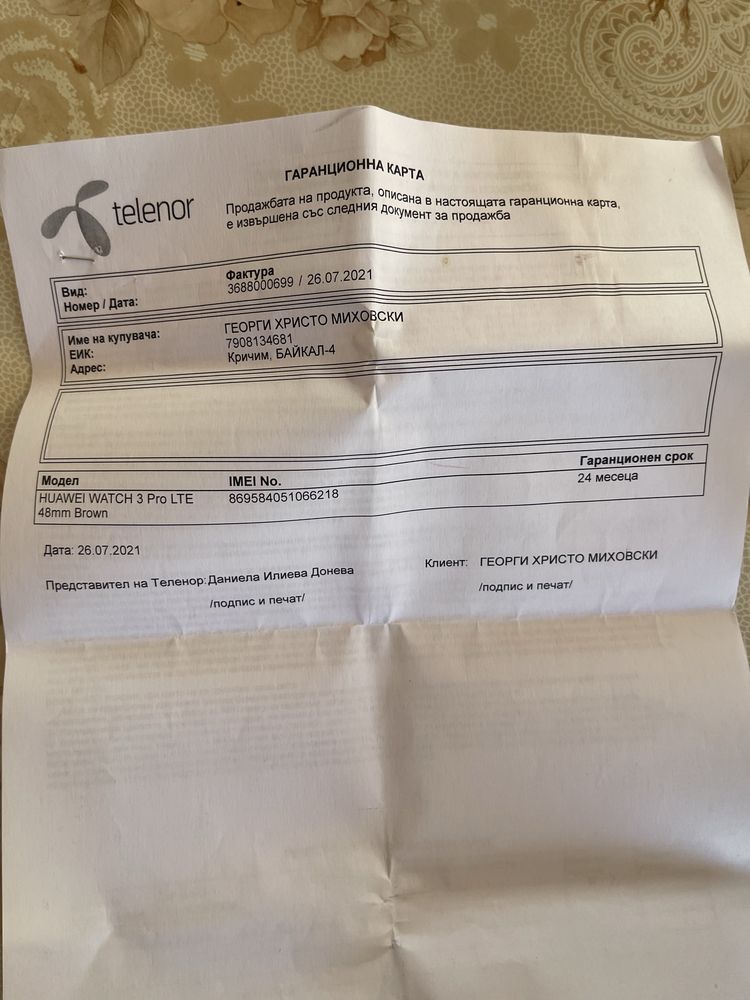 ГАРАНЦИОННА КАРТА
telenor
Продажбата на продукта, описана в настоящата гаранционна карта,
е извършена със следния документ за продажба
Вид: Фактура
Номер / Дата: 3688000699 / 26.07.2021
Име на купувача: ГЕОРГИ ХРИСТО МИХОВСКИ
ЕИК: 7908134681
Адрес: Кричим, БАЙКАЛ-4
Модел IMEI No. Гаранционен срок
HUAWEI WATCH 3 Pro LTE 869584051066218 24 месеца
48mm Brown
Дата: 26.07.2021
Представител на Теленор: Даниела Илиева Донева Клиент: ГЕОРГИ ХРИСТО МИХОВСКИ
/подпис и печат/ /подпис и печат/